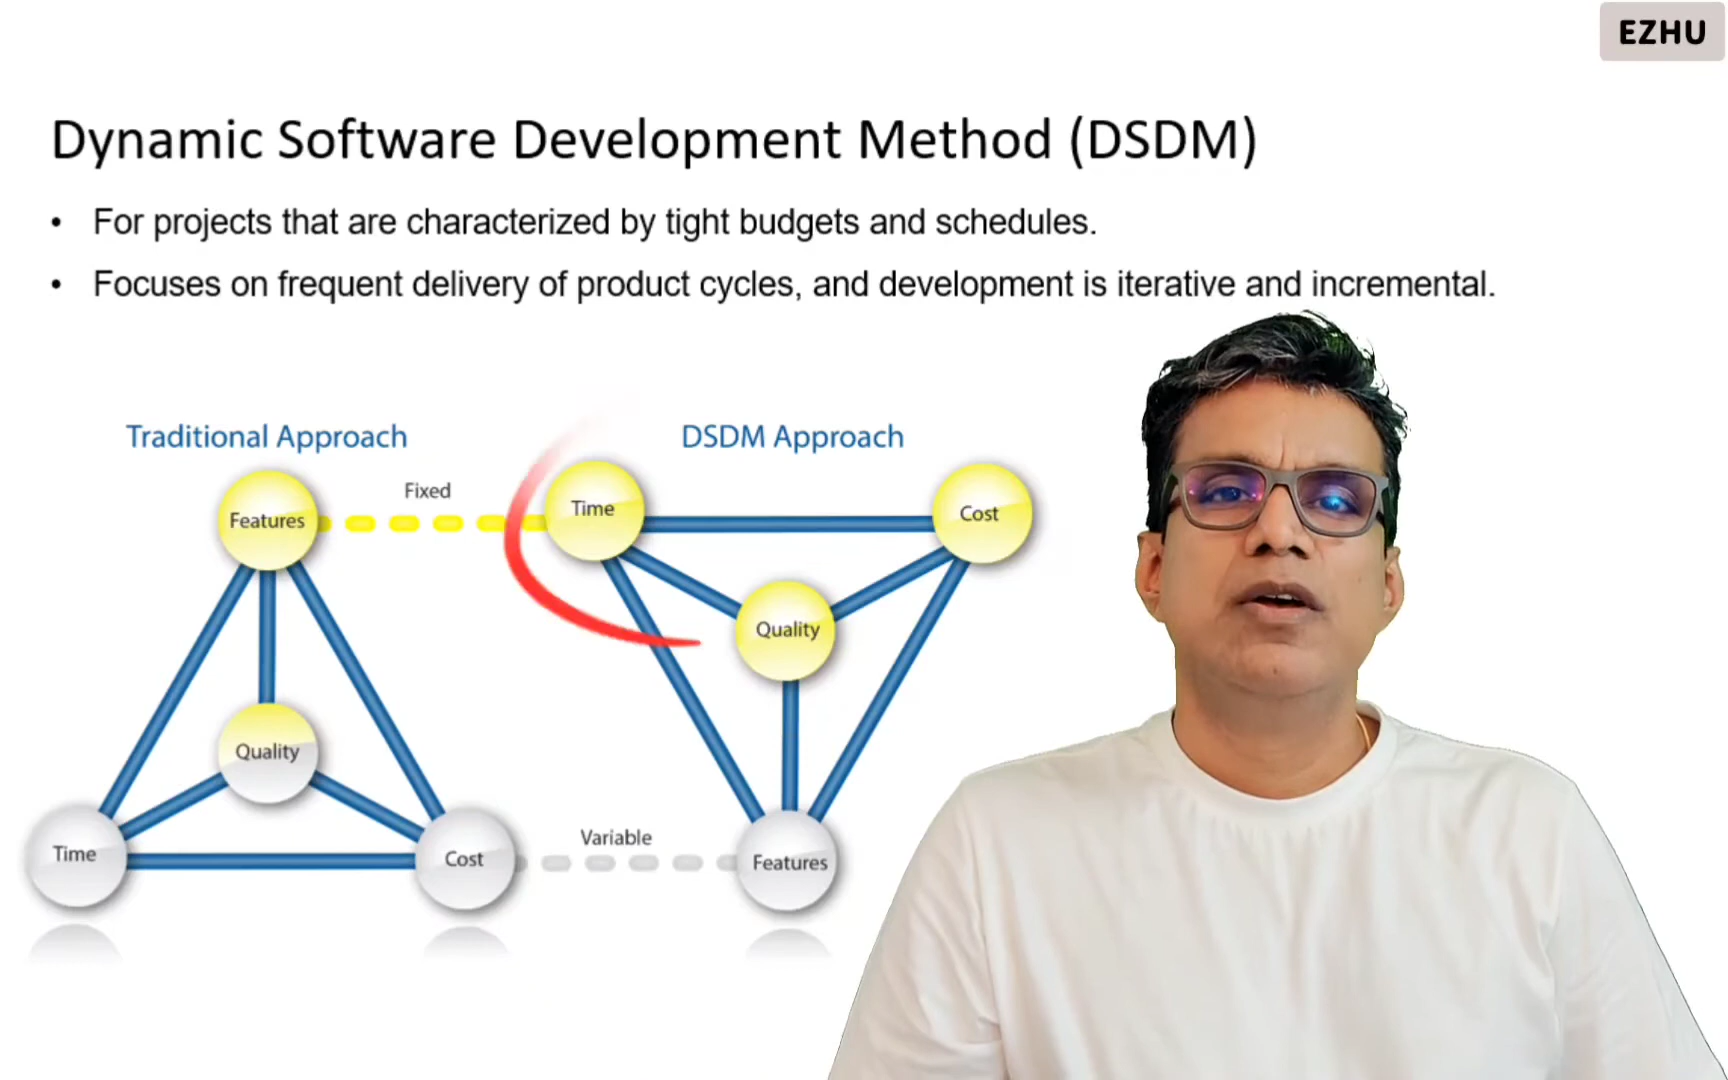 EZHU
Dynamic Software Development Method (DSDM)
• For projects that are characterized by tight budgets and schedules.
• Focuses on frequent delivery of product cycles, and development is iterative and incremental.
Traditional Approach
DSDM Approach
Fixed
Features
Time
Cost
Quality
Quality
Variable
Time
Cost
Features